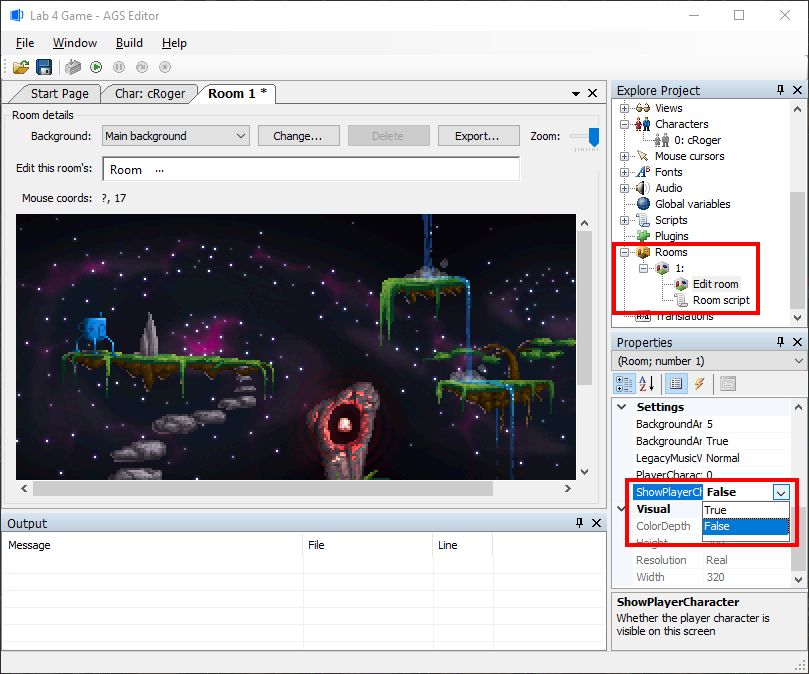 Lab 4 Game - AGS Editor
File Window Build Help
Start Page Char: cRoger Room 1 *
Room details
Background: Main background Change... Delete Export... Zoom:
Edit this room's: Room ...
Mouse coords: ?, 17
Output
Message File Line
Explore Project
Views
Characters
0: cRoger
Mouse cursors
Fonts
Audio
Global variables
Scripts
Plugins
Rooms
1:
Edit room
Room script
Translations
Properties
(Room; number 1)
Settings
BackgroundAr 5
BackgroundAr True
LegacyMusicV Normal
PlayerCharac 0
ShowPlayerCl False
Visual True
ColorDepth False
Height
Resolution Real
Width 320
ShowPlayerCharacter
Whether the player character is
visible on this screen